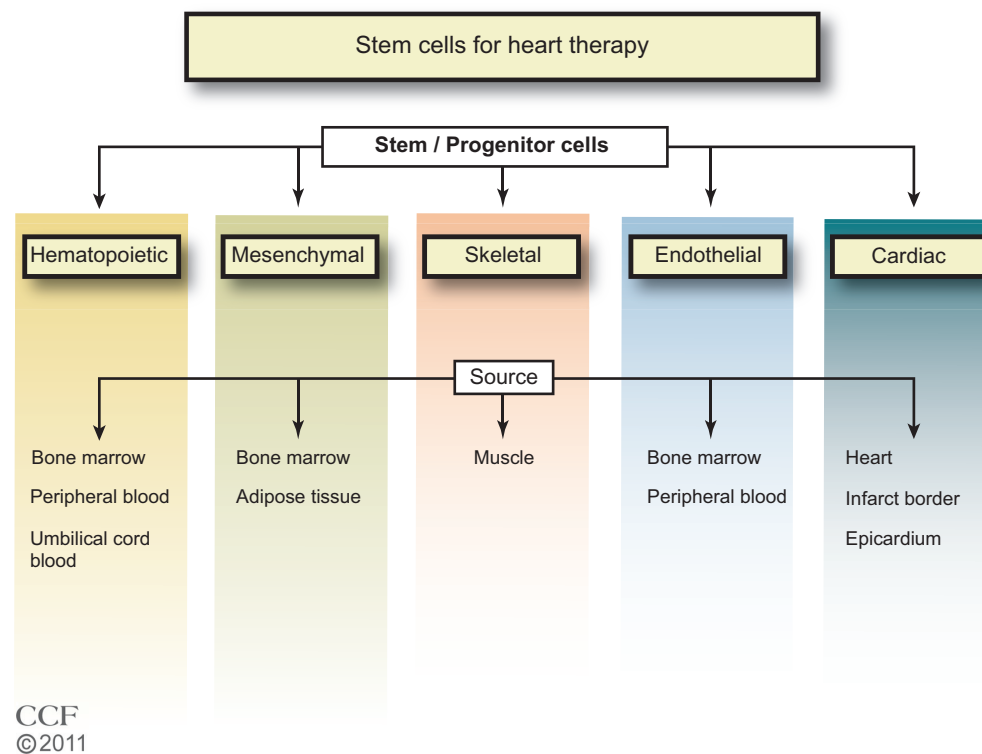 Stem cells for heart therapy
Stem / Progenitor cells
Hematopoietic
Mesenchymal
Skeletal
Endothelial
Cardiac
Source
Bone marrow
Peripheral blood
Umbilical cord
blood
Bone marrow
Adipose tissue
Muscle
Bone marrow
Peripheral blood
Heart
Infarct border
Epicardium
CCF
©2011